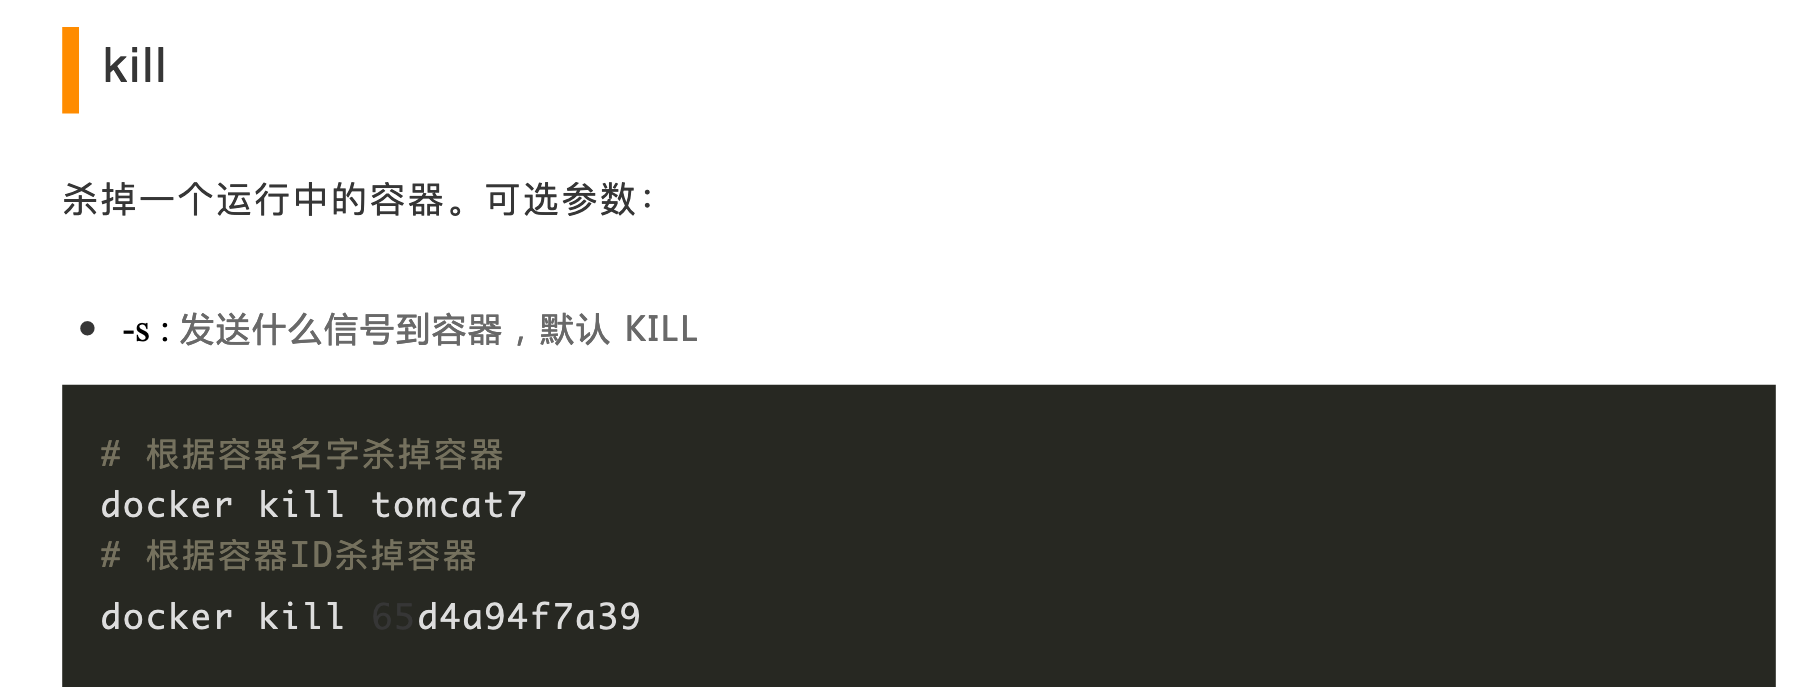 kill
杀掉一个运行中的容器。可选参数：
-s : 发送什么信号到容器，默认 KILL
# 根据容器名字杀掉容器
docker kill tomcat7
# 根据容器ID杀掉容器
docker kill 65d4a94f7a39